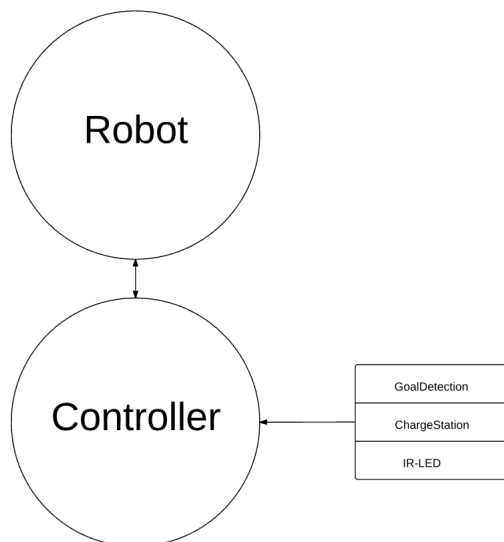 Robot
Controller
GoalDetection
ChargeStation
IR-LED